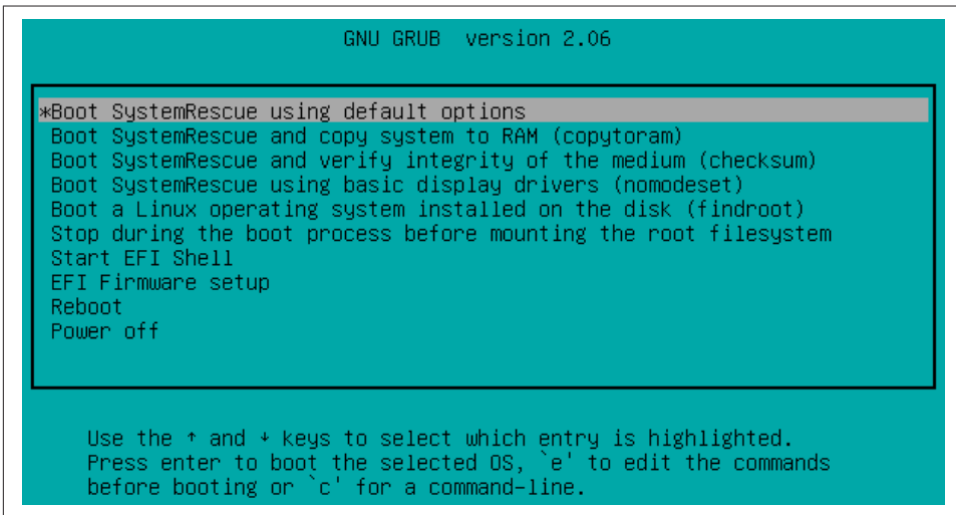 GNU GRUB  version 2.06
*Boot SystemRescue using default options
Boot SystemRescue and copy system to RAM (copytoram)
Boot SystemRescue and verify integrity of the medium (checksum)
Boot SystemRescue using basic display drivers (nomodeset)
Boot a Linux operating system installed on the disk (findroot)
Stop during the boot process before mounting the root filesystem
Start EFI Shell
EFI Firmware setup
Reboot
Power off
Use the ↑ and ↓ keys to select which entry is highlighted.
Press enter to boot the selected OS, `e' to edit the commands
before booting or `c' for a command-line.